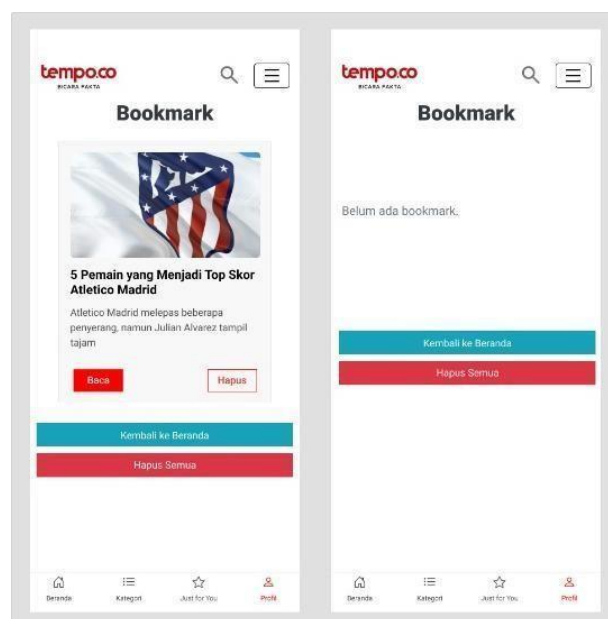 tempo.co
BICARA FAKTA
Bookmark
5 Pemain yang Menjadi Top Skor
Atletico Madrid
Atletico Madrid melepas beberapa
penyerang, namun Julian Alvarez tampil
tajam
Baca
Hapus
Kembali ke Beranda
Hapus Semua
Beranda
Kategori
Just for You
Profil
tempo.co
BICARA FAKTA
Bookmark
Belum ada bookmark.
Kembali ke Beranda
Hapus Semua
Beranda
Kategori
Just for You
Profil